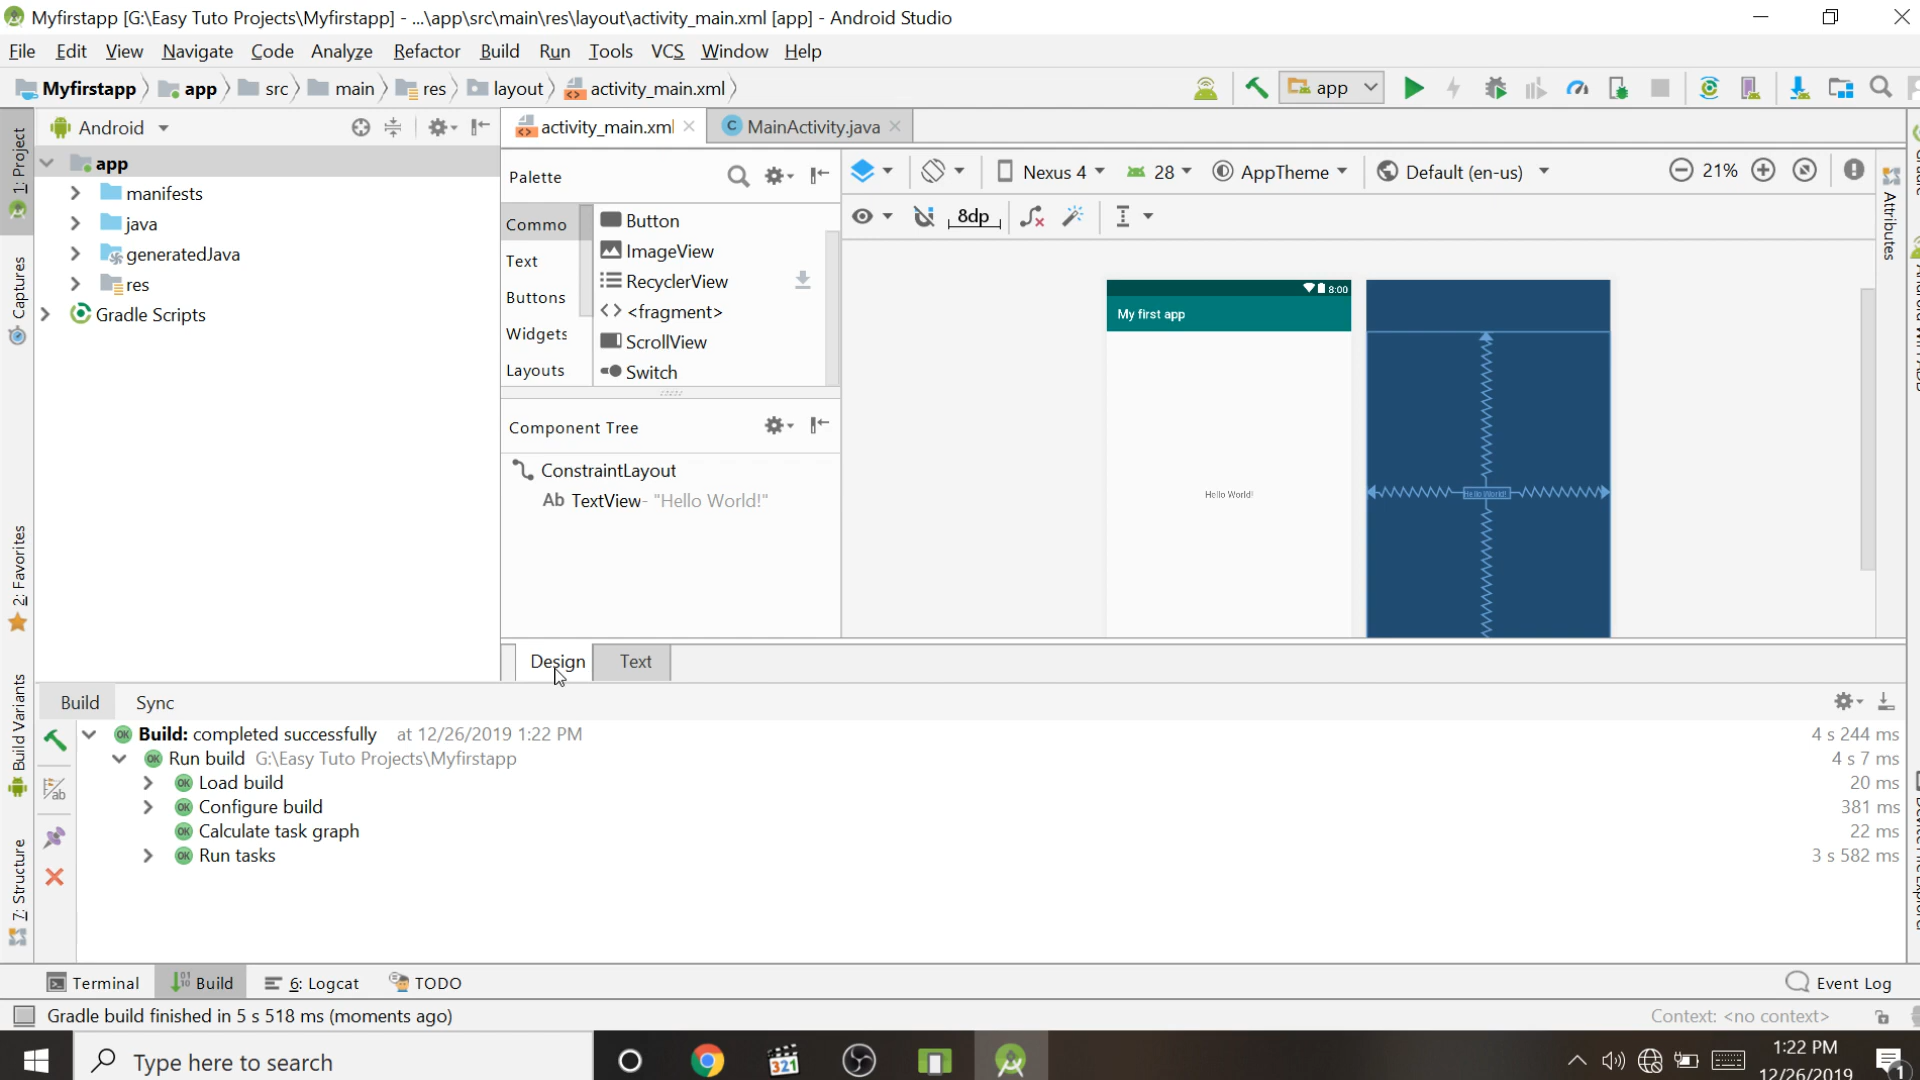 Myfirstapp [G:\Easy Tuto Projects\Myfirstapp] - ...\app\src\main\res\layout\activity_main.xml [app] - Android Studio
File Edit View Navigate Code Analyze Refactor Build Run Tools VCS Window Help
Myfirstapp app src main res layout activity_main.xml app
1: Project
Captures
2: Favorites
Build Variants
7: Structure
Android
app
manifests
java
generatedJava
res
Gradle Scripts
activity_main.xml MainActivity.java
Palette
Commo
Text
Buttons
Widgets
Layouts
Button
ImageView
RecyclerView
<fragment>
ScrollView
Switch
Component Tree
ConstraintLayout
Ab TextView- "Hello World!"
Nexus 4 28 AppTheme Default (en-us) 21%
8dp
8:00
My first app
Hello World!
Hello World!
Attributes
Design Text
Build Sync
Build: completed successfully at 12/26/2019 1:22 PM 4 s 244 ms
Run build G:\Easy Tuto Projects\Myfirstapp 4 s 7 ms
Load build 20 ms
Configure build 381 ms
Calculate task graph 22 ms
Run tasks 3 s 582 ms
Terminal Build 6: Logcat TODO Event Log
Gradle build finished in 5 s 518 ms (moments ago) Context: <no context>
Type here to search
321
1:22 PM
12/26/2019
1